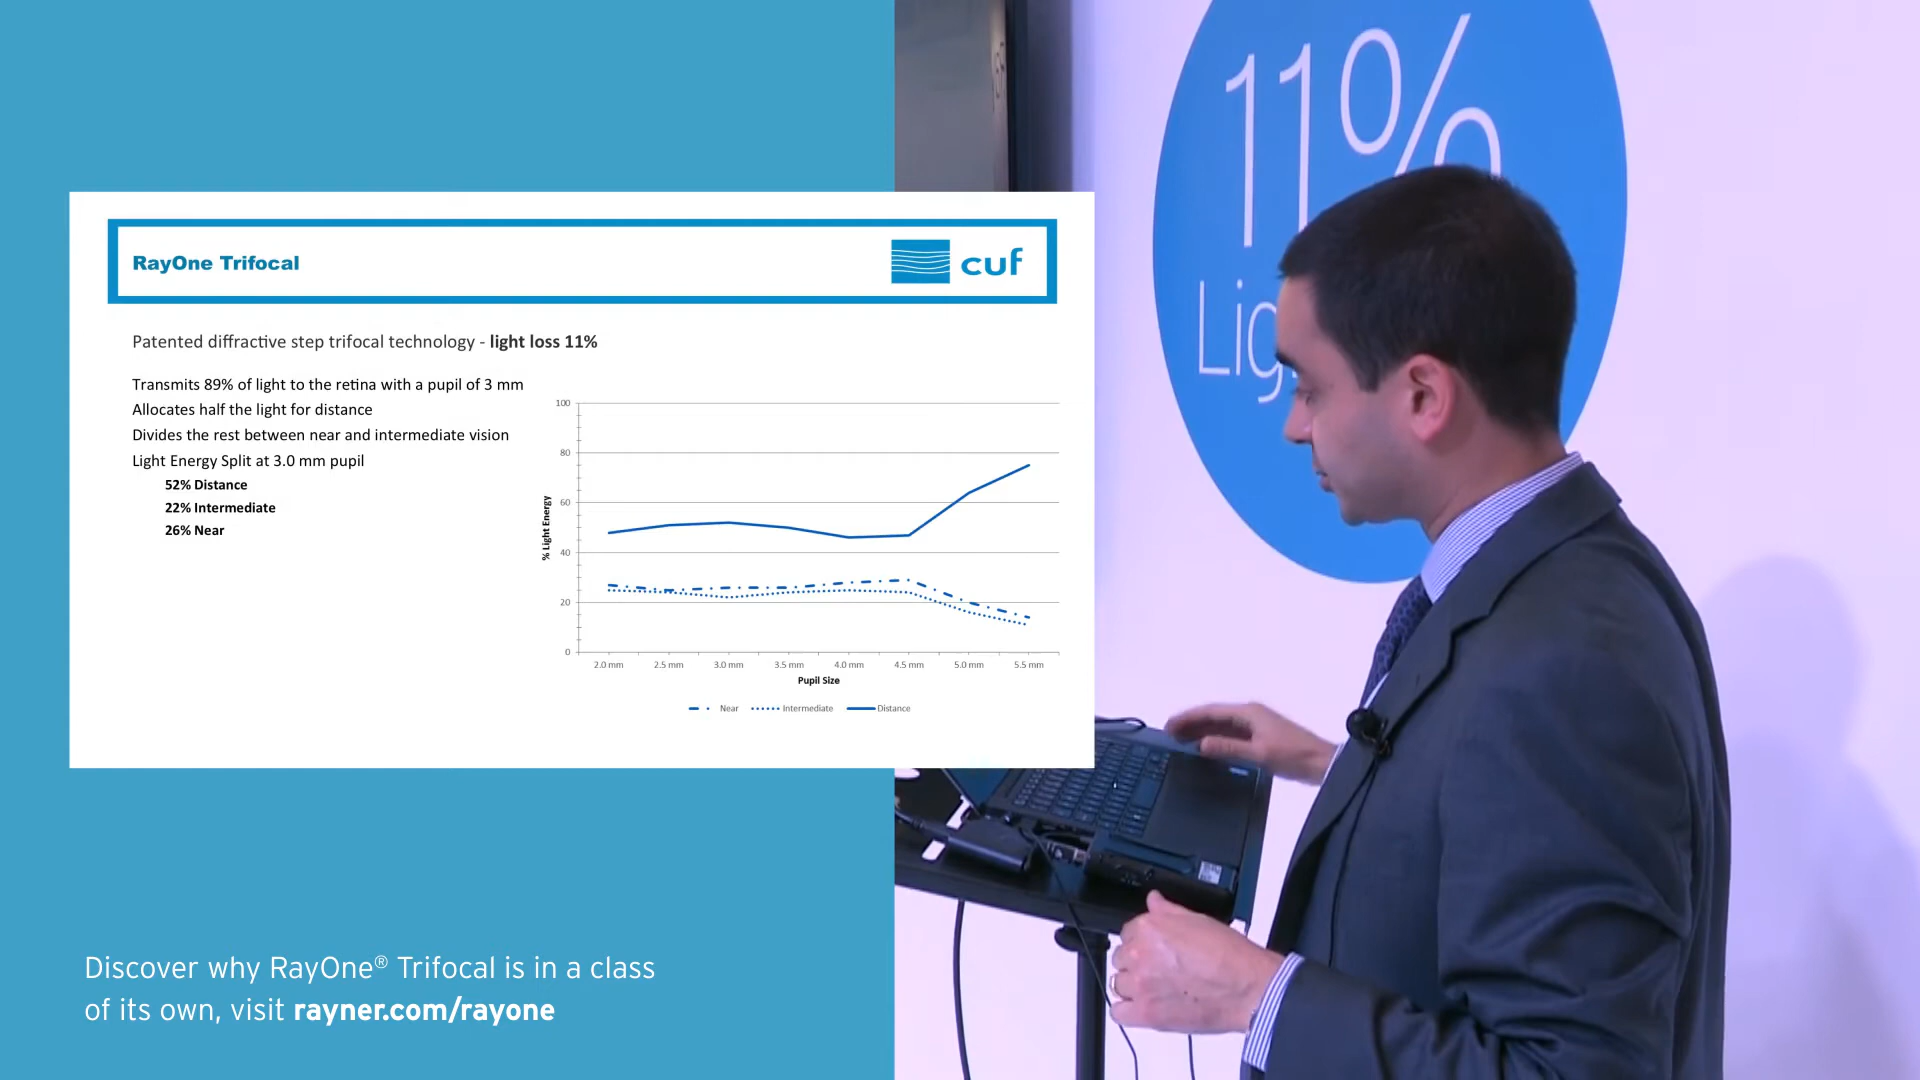 11%
Lig
RayOne Trifocal
cuf
Patented diffractive step trifocal technology - light loss 11%
Transmits 89% of light to the retina with a pupil of 3 mm
Allocates half the light for distance
Divides the rest between near and intermediate vision
Light Energy Split at 3.0 mm pupil
52% Distance
22% Intermediate
26% Near
% Light Energy
100
80
60
40
20
0
2.0 mm 2.5 mm 3.0 mm 3.5 mm 4.0 mm 4.5 mm 5.0 mm 5.5 mm
Pupil Size
Near Intermediate Distance
Discover why RayOne® Trifocal is in a class
of its own, visit rayner.com/rayone